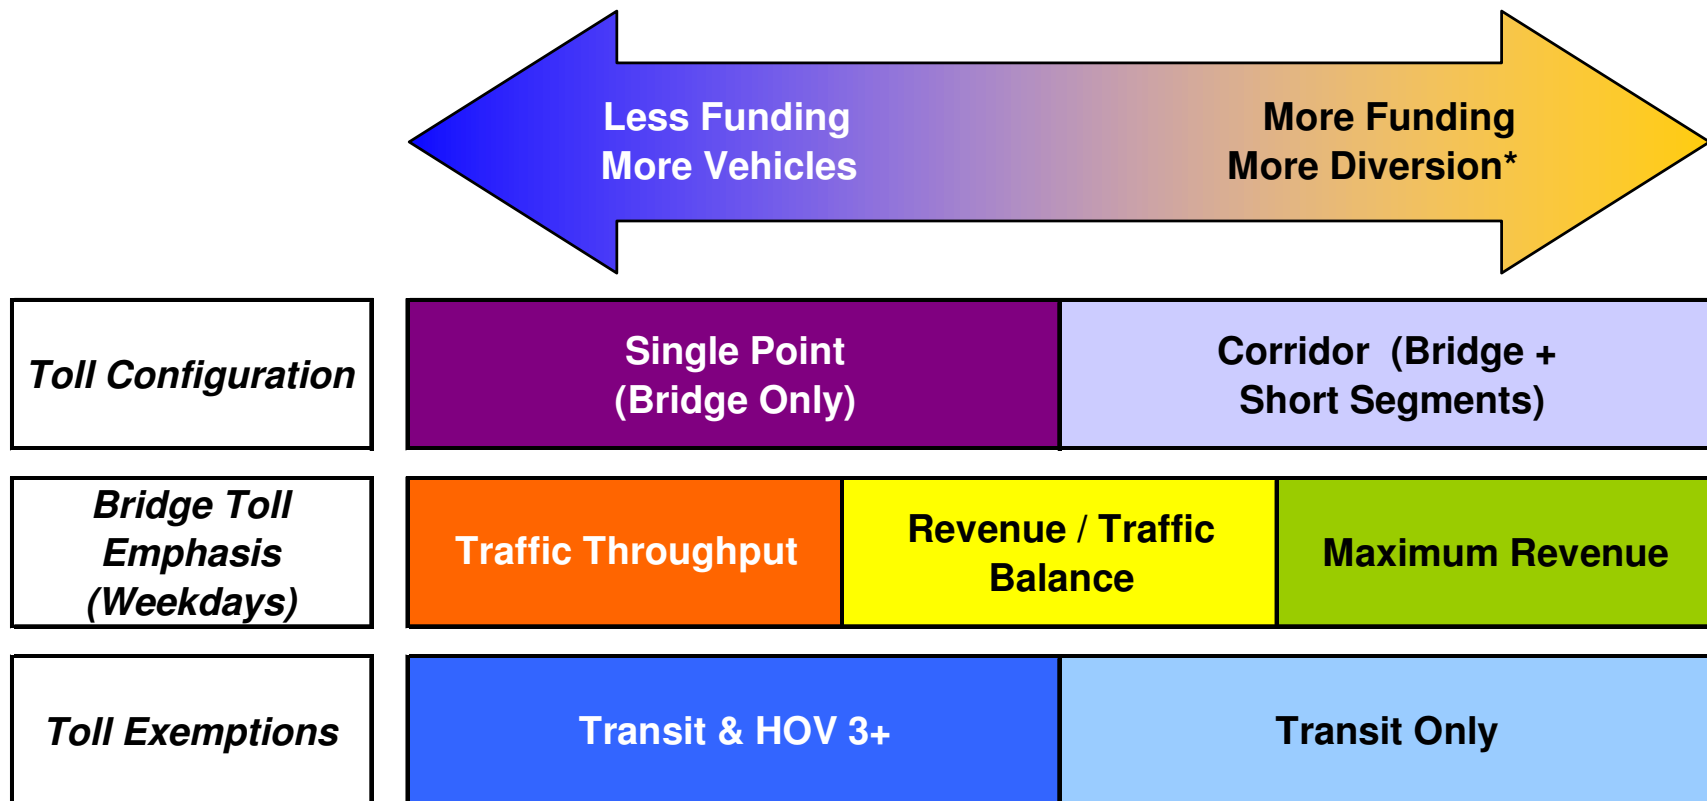 Less Funding
More Vehicles
More Funding
More Diversion*
Toll Configuration
Single Point
(Bridge Only)
Corridor (Bridge +
Short Segments)
Bridge Toll
Emphasis
(Weekdays)
Traffic Throughput
Revenue / Traffic
Balance
Maximum Revenue
Toll Exemptions
Transit & HOV 3+
Transit Only